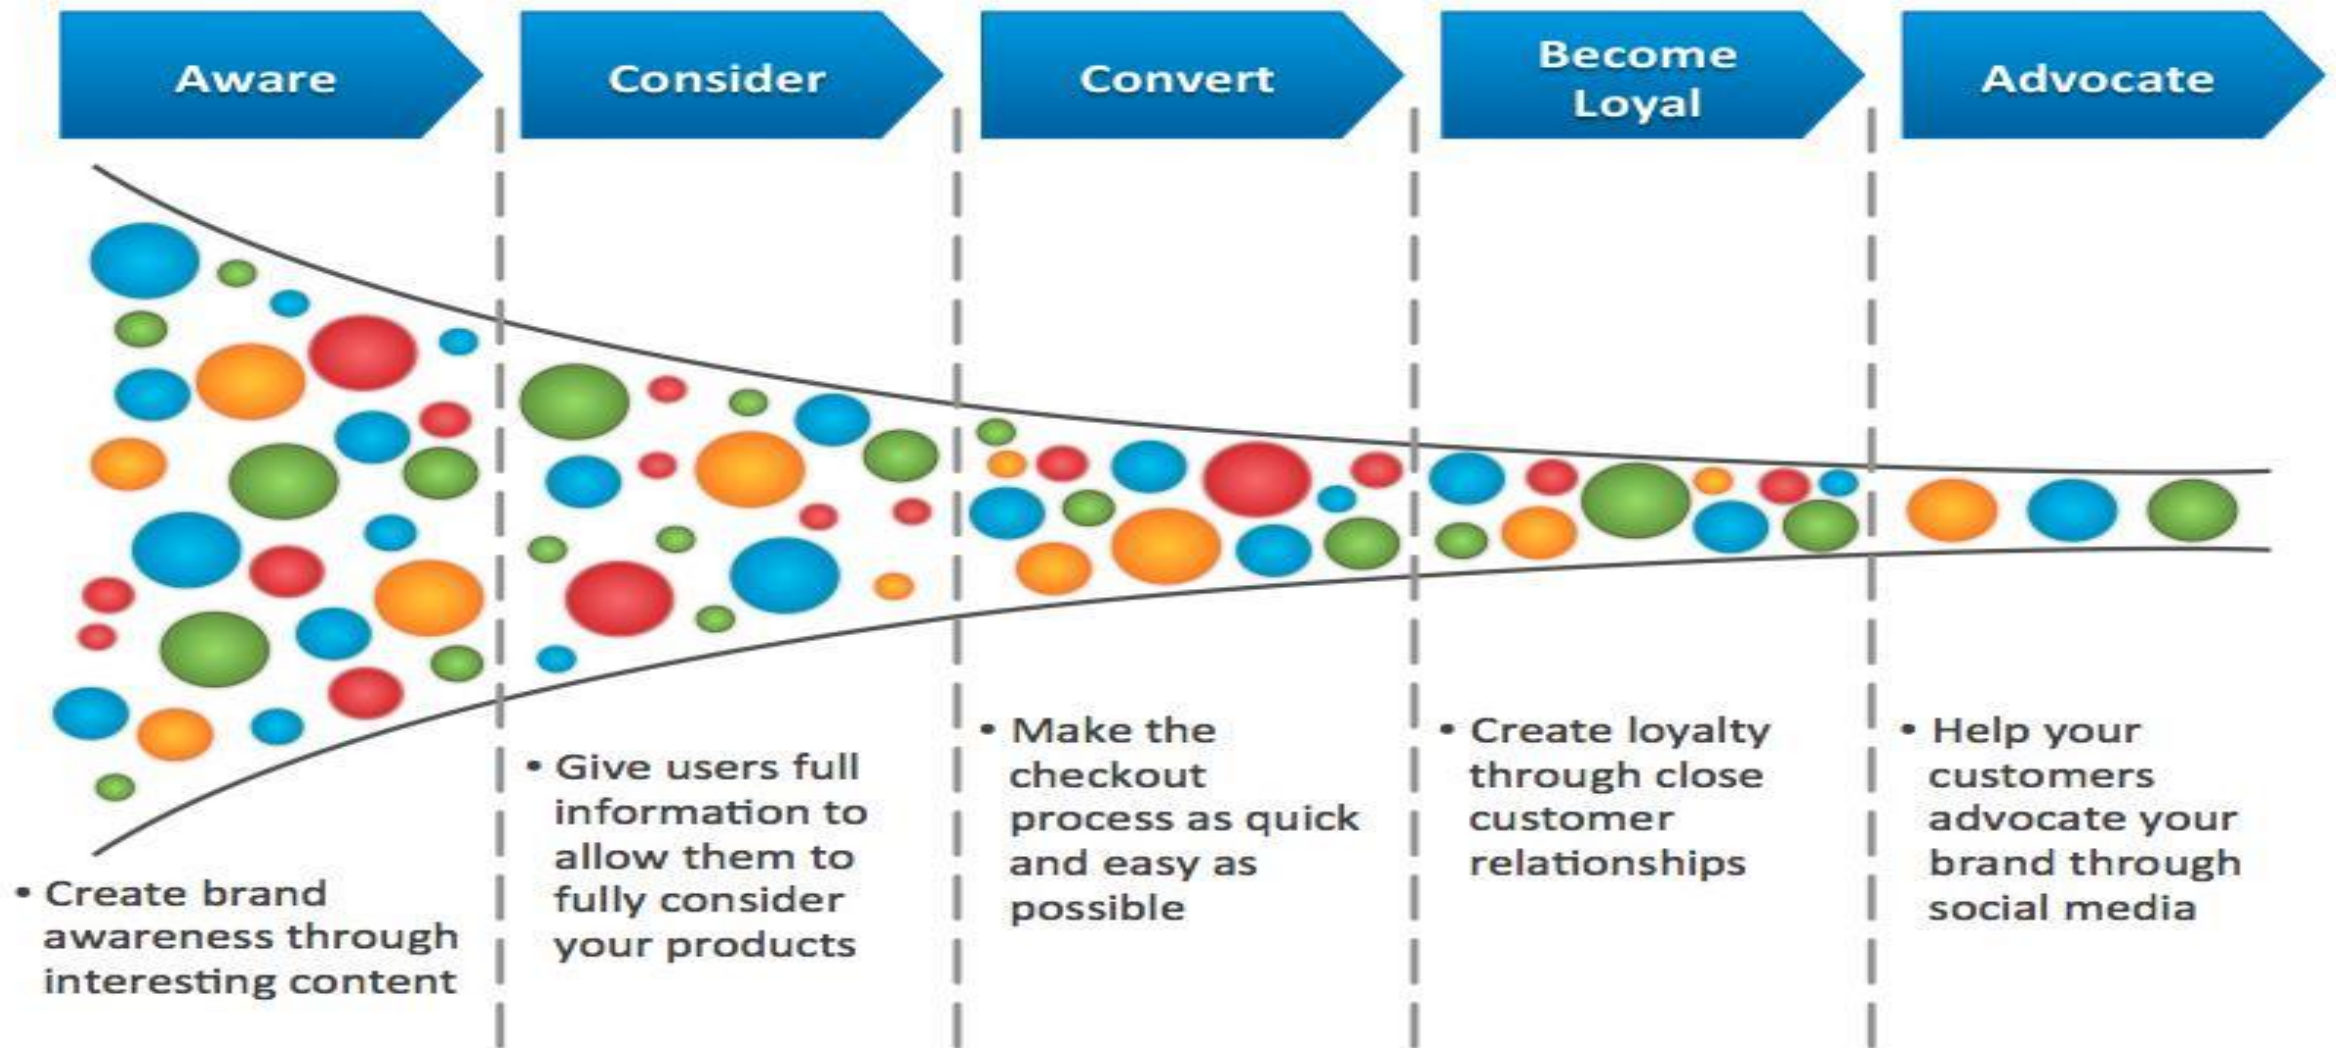 Aware
Consider
Convert
Become
Loyal
Advocate
• Create brand
awareness through
interesting content
• Give users full
information to
allow them to
fully consider
your products
• Make the
checkout
process as quick
and easy as
possible
• Create loyalty
through close
customer
relationships
• Help your
customers
advocate your
brand through
social media